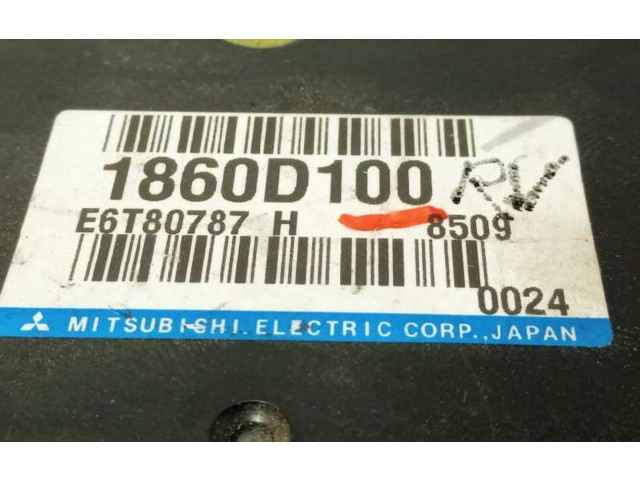 1860D100
RV
E6T80787 H 8509
0024
MITSUBISHI ELECTRIC CORP., JAPAN